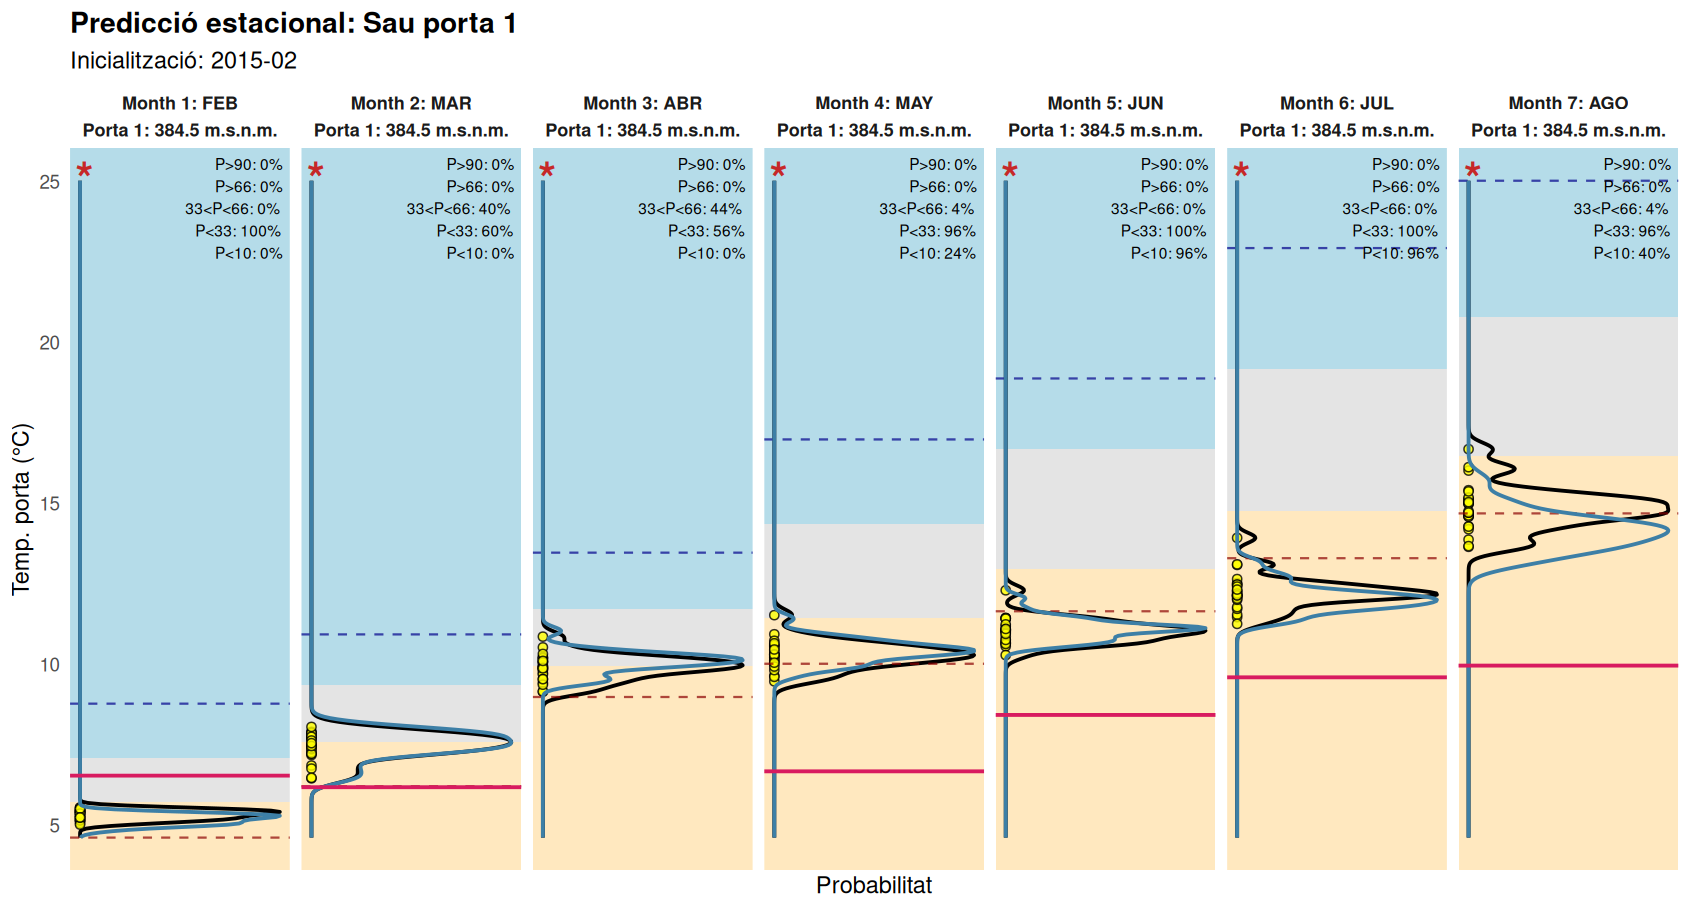 Predicció estacional: Sau porta 1
Inicialització: 2015-02
Month 1: FEB
Porta 1: 384.5 m.s.n.m.
Month 2: MAR
Porta 1: 384.5 m.s.n.m.
Month 3: ABR
Porta 1: 384.5 m.s.n.m.
Month 4: MAY
Porta 1: 384.5 m.s.n.m.
Month 5: JUN
Porta 1: 384.5 m.s.n.m.
Month 6: JUL
Porta 1: 384.5 m.s.n.m.
Month 7: AGO
Porta 1: 384.5 m.s.n.m.
*
P>90: 0%
P>66: 0%
33<P<66: 0%
P<33: 100%
P<10: 0%
*
P>90: 0%
P>66: 0%
33<P<66: 40%
P<33: 60%
P<10: 0%
*
P>90: 0%
P>66: 0%
33<P<66: 44%
P<33: 56%
P<10: 0%
*
P>90: 0%
P>66: 0%
33<P<66: 4%
P<33: 96%
P<10: 24%
*
P>90: 0%
P>66: 0%
33<P<66: 0%
P<33: 100%
P<10: 96%
*
P>90: 0%
P>66: 0%
33<P<66: 0%
P<33: 100%
P<10: 96%
*
P>90: 0%
P>66: 0%
33<P<66: 4%
P<33: 96%
P<10: 40%
25
20
15
10
5
Temp. porta (°C)
Probabilitat